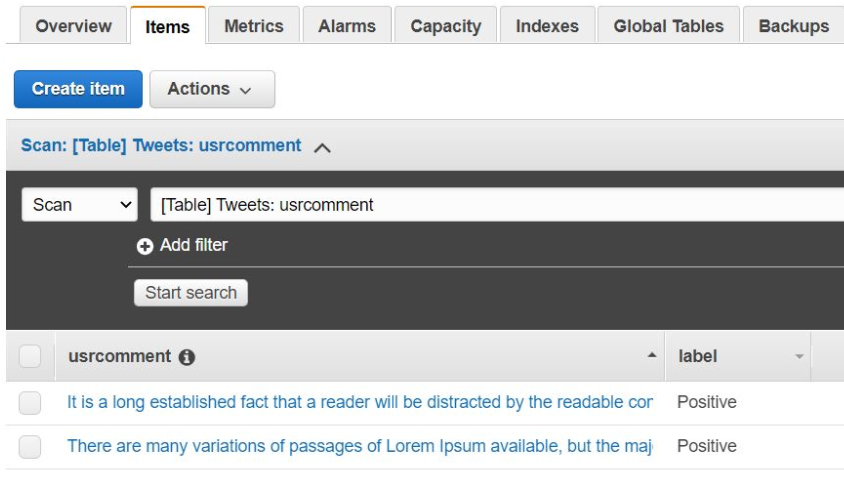 Overview Items Metrics Alarms Capacity Indexes Global Tables Backups
Create item Actions
Scan: [Table] Tweets: usrcomment
Scan [Table] Tweets: usrcomment
Add filter
Start search
usrcomment label
It is a long established fact that a reader will be distracted by the readable cor Positive
There are many variations of passages of Lorem Ipsum available, but the maj Positive